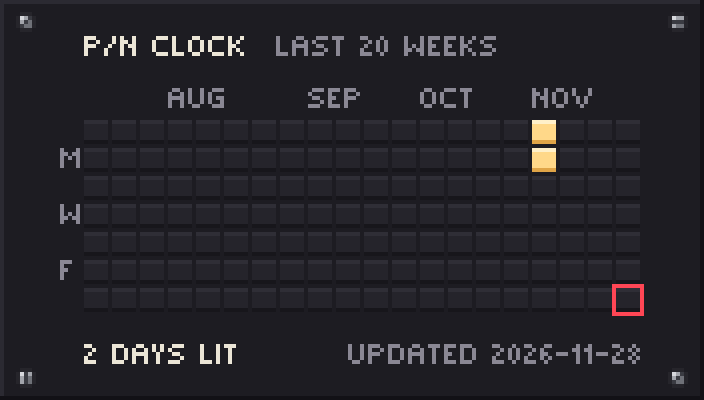 P/N CLOCK LAST 20 WEEKS
AUG SEP OCT NOV
M
W
F
2 DAYS LIT UPDATED 2026-11-28